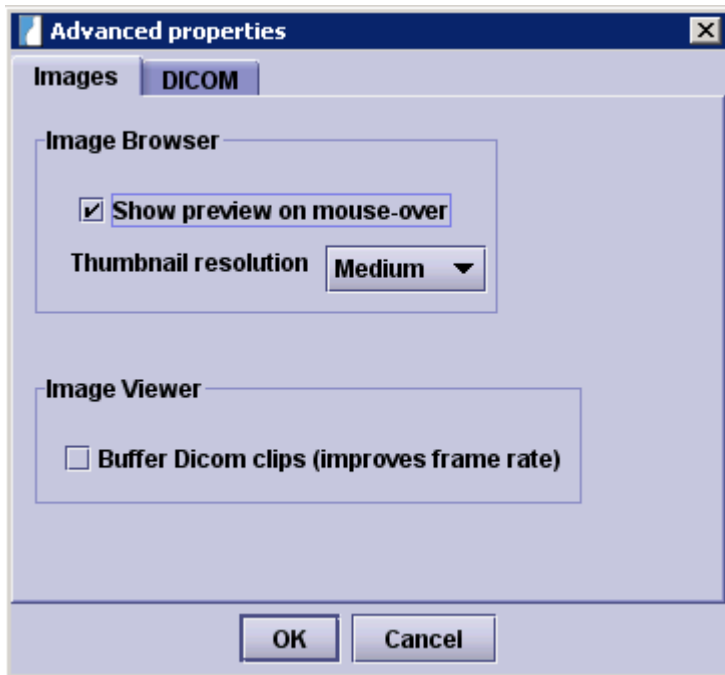 Advanced properties
Images DICOM
Image Browser
Show preview on mouse-over
Thumbnail resolution Medium
Image Viewer
Buffer Dicom clips (improves frame rate)
OK Cancel